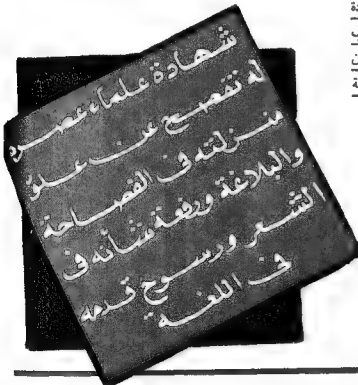 شهادة علماء عصره
له تفصح عن علو
منزلته فى الفصاحة
والبلاغة ورفعة شأنه فى
الشعر ورسوخ قدمه
فى اللغة